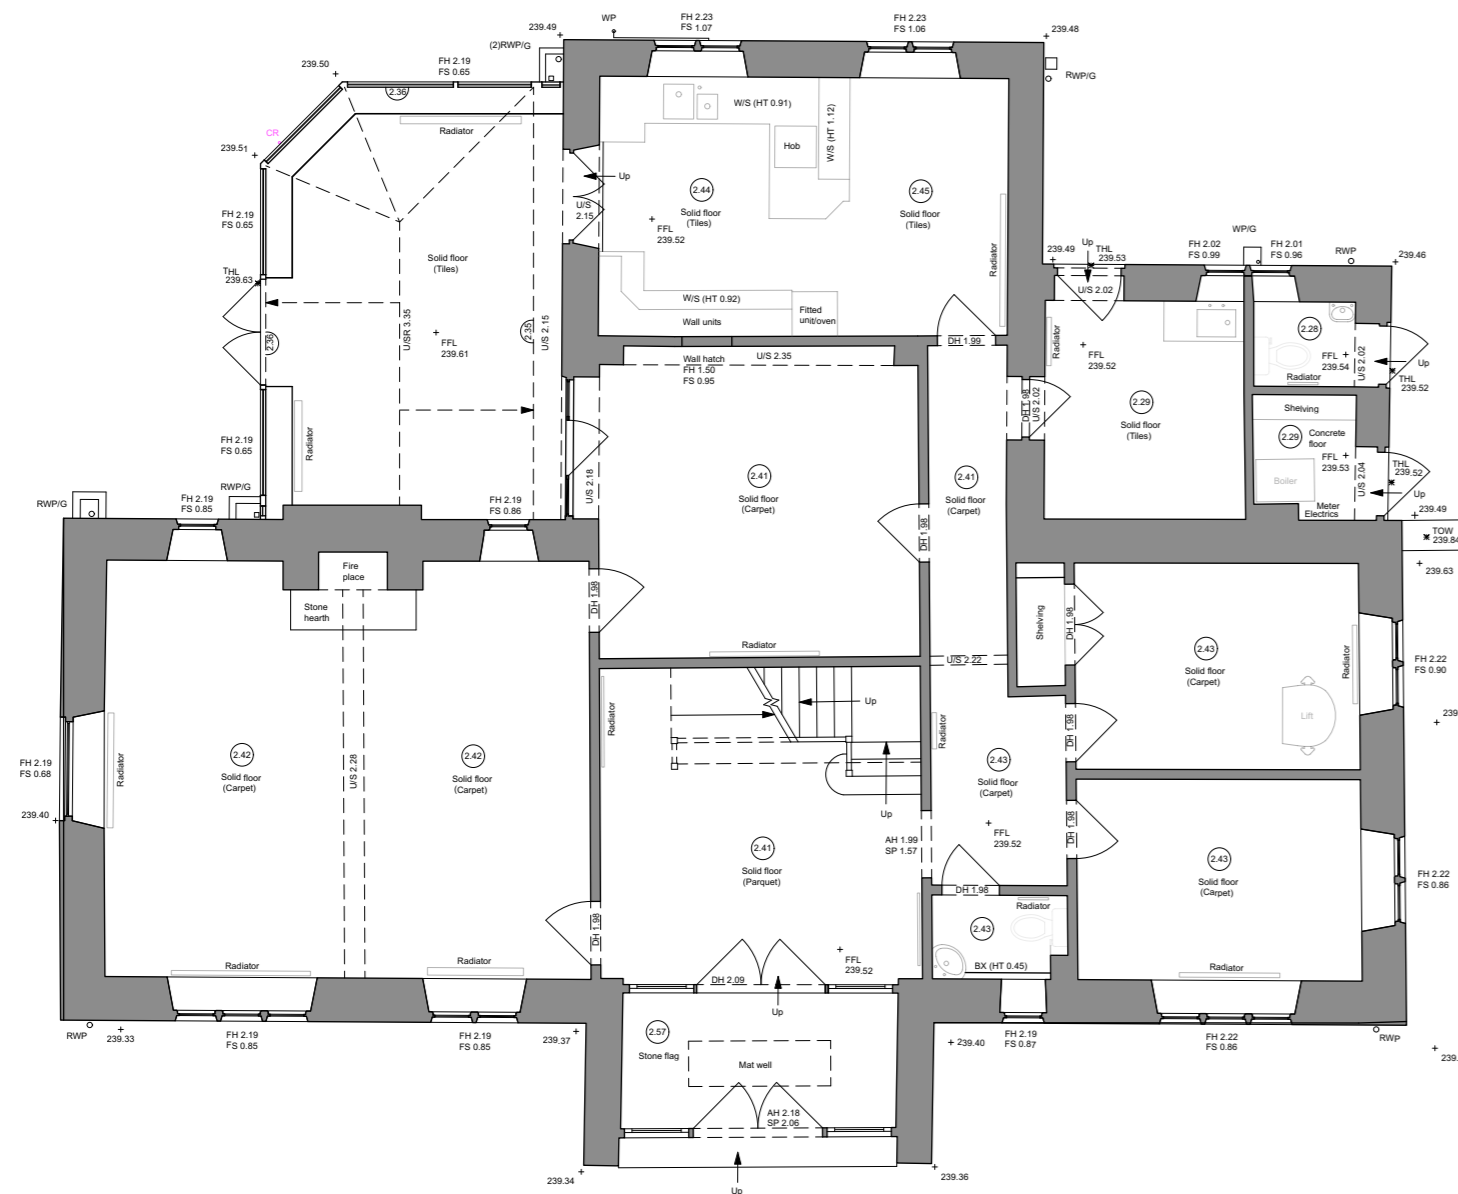 WP
FH 2.23
FS 1.07
FH 2.23
FS 1.06
239.49
239.48
(2)RWP/G
FH 2.19
FS 0.65
239.50
2.36
RWP/G
W/S (HT 0.91)
W/S (HT 1.12)
CR
Radiator
Hob
239.51
Up
2.44
Solid floor
(Tiles)
2.45
Solid floor
(Tiles)
U/S
2.15
FH 2.19
FS 0.65
FFL
239.52
Radiator
THL
239.63
Solid floor
(Tiles)
2.36
U/SR 3.35
FFL
239.61
2.35
U/S 2.15
W/S (HT 0.92)
Wall units
Fitted
unit/oven
Up
239.49
THL
239.53
U/S 2.02
FH 2.02
FS 0.99
WP/G
FH 2.01
FS 0.96
RWP
239.46
2.28
FFL
239.54
U/S 2.02
Up
Radiator
THL
239.52
Radiator
FFL
239.52
DH 1.99
Wall hatch
FH 1.50
FS 0.95
U/S 2.35
DH 1.98
U/S 2.02
2.29
Solid floor
(Tiles)
Shelving
2.29
Concrete
floor
FFL
239.53
U/S 2.04
Boiler
THL
239.52
Up
Meter
Electrics
239.49
TOW
239.84
239.63
FH 2.19
FS 0.65
Radiator
U/S 2.18
2.41
Solid floor
(Carpet)
2.41
Solid floor
(Carpet)
DH 1.98
RWP/G
FH 2.19
FS 0.85
RWP/G
FH 2.19
FS 0.86
Fire
place
Stone
hearth
DH 1.98
Radiator
U/S 2.22
Shelving
DH 1.98
2.43
Solid floor
(Carpet)
Radiator
Lift
FH 2.22
FS 0.90
239
FH 2.19
FS 0.68
Radiator
2.42
Solid floor
(Carpet)
U/S 2.28
2.42
Solid floor
(Carpet)
Radiator
Up
Up
Radiator
2.43
Solid floor
(Carpet)
DH 1.98
239.40
AH 1.99
SP 1.57
FFL
239.52
DH 1.98
2.41
Solid floor
(Parquet)
2.43
Solid floor
(Carpet)
FH 2.22
FS 0.86
DH 1.98
DH 1.98
Radiator
2.43
BX (HT 0.45)
FFL
239.52
Radiator
Radiator
Radiator
DH 2.09
Up
RWP
239.33
FH 2.19
FS 0.85
FH 2.19
FS 0.85
239.37
2.57
Stone flag
Mat well
239.40
FH 2.19
FS 0.87
FH 2.22
FS 0.86
RWP
239.
AH 2.18
SP 2.06
239.34
Up
239.36